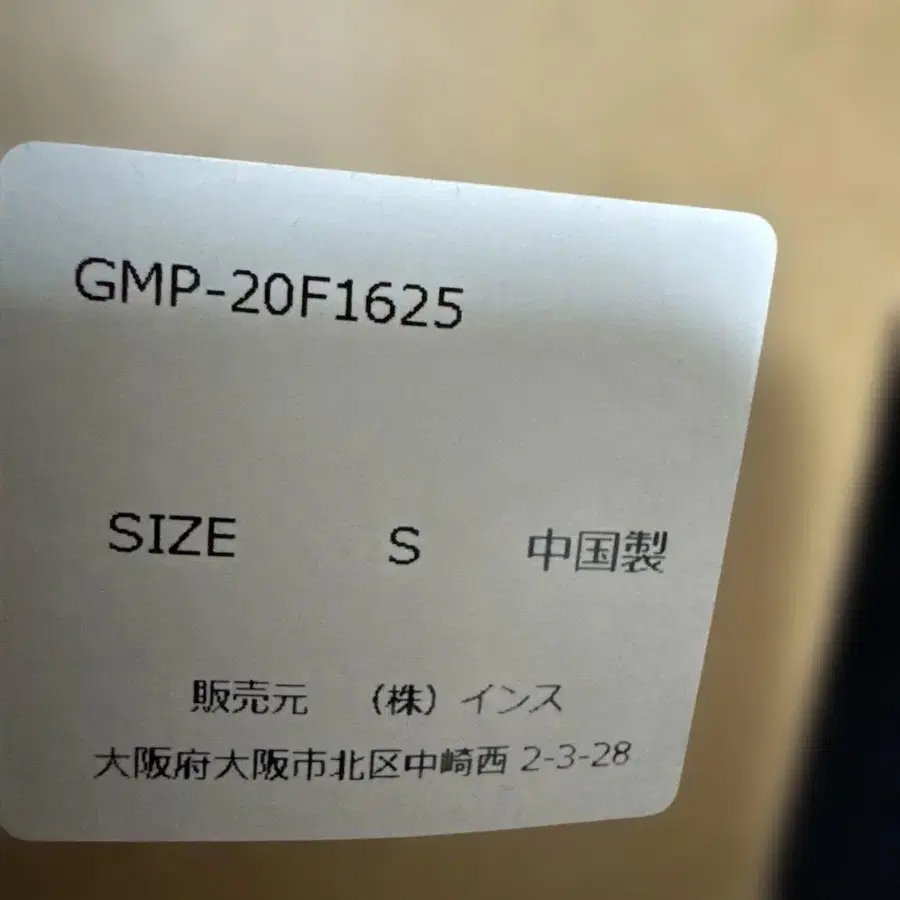 GMP-20F1625
SIZE S 中国製
販売元 (株) インス
大阪府大阪市北区中崎西 2-3-28